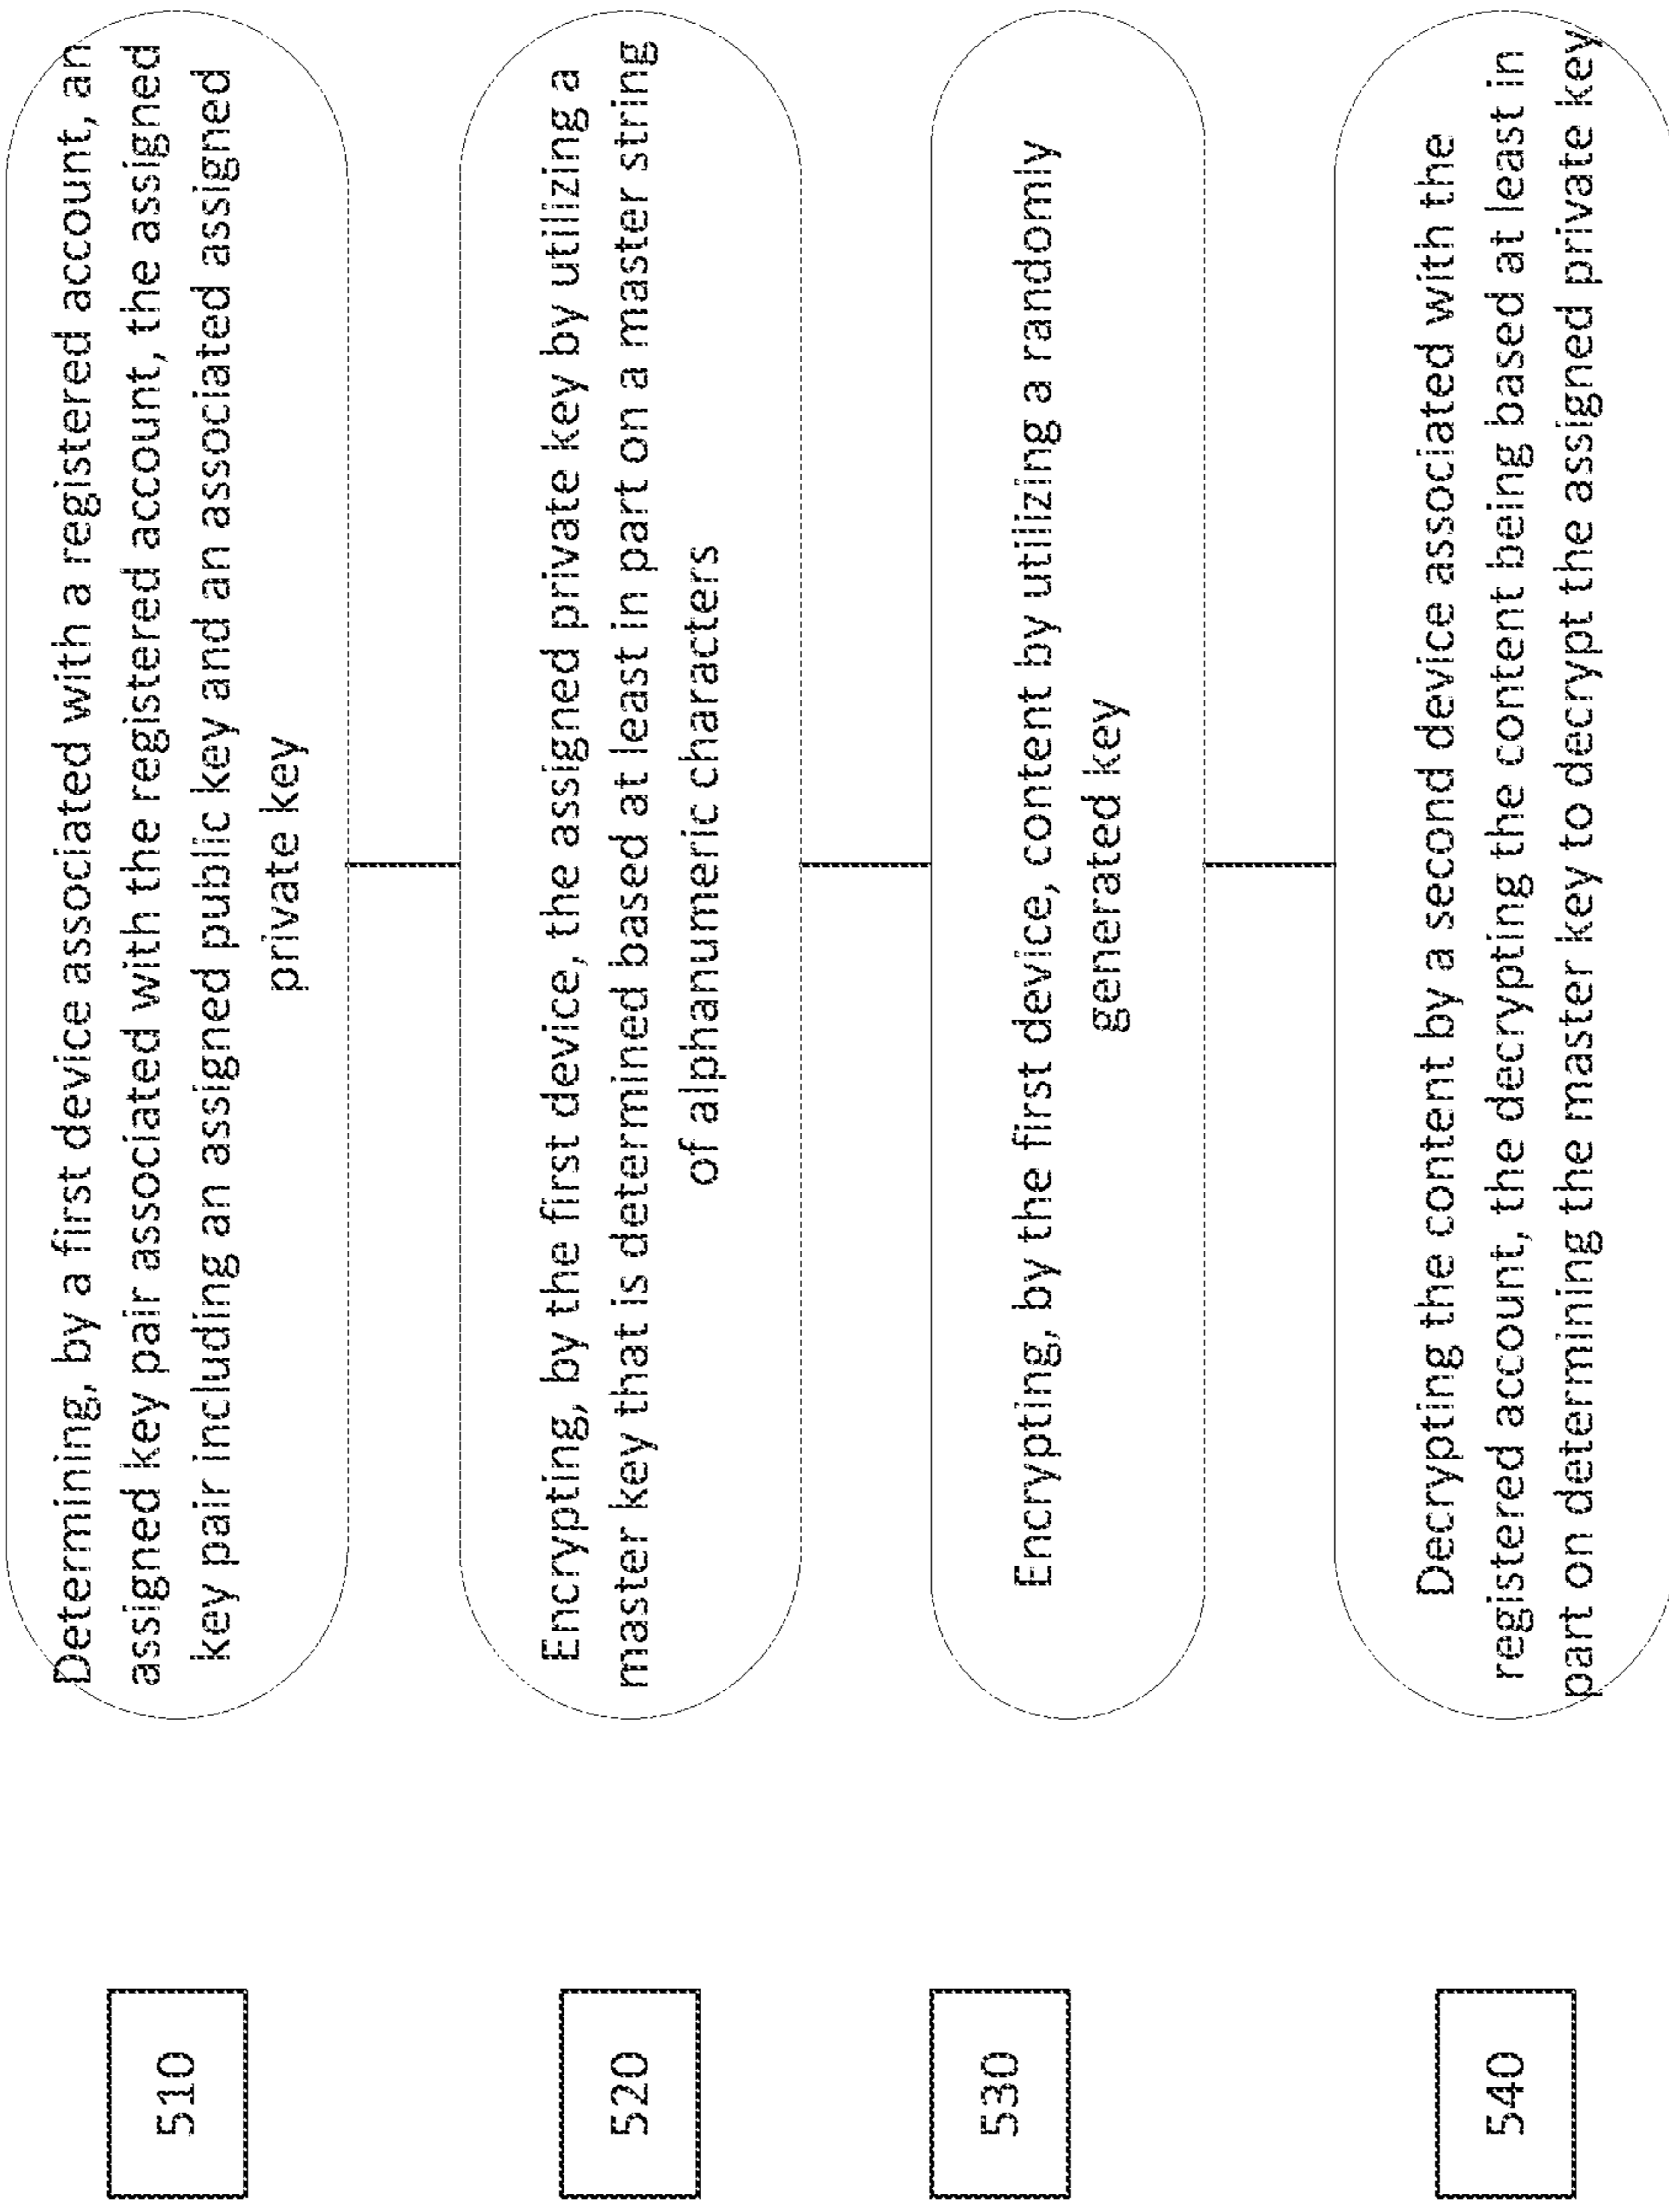 510
Determining, by a first device associated with a registered account, an
assigned key pair associated with the registered account, the assigned
key pair including an assigned public key and an associated assigned
private key
520
Encrypting, by the first device, the assigned private key by utilizing a
master key that is determined based at least in part on a master string
of alphanumeric characters
530
Encrypting, by the first device, content by utilizing a randomly
generated key
540
Decrypting the content by a second device associated with the
registered account, the decrypting the content being based at least in
part on determining the master key to decrypt the assigned private key